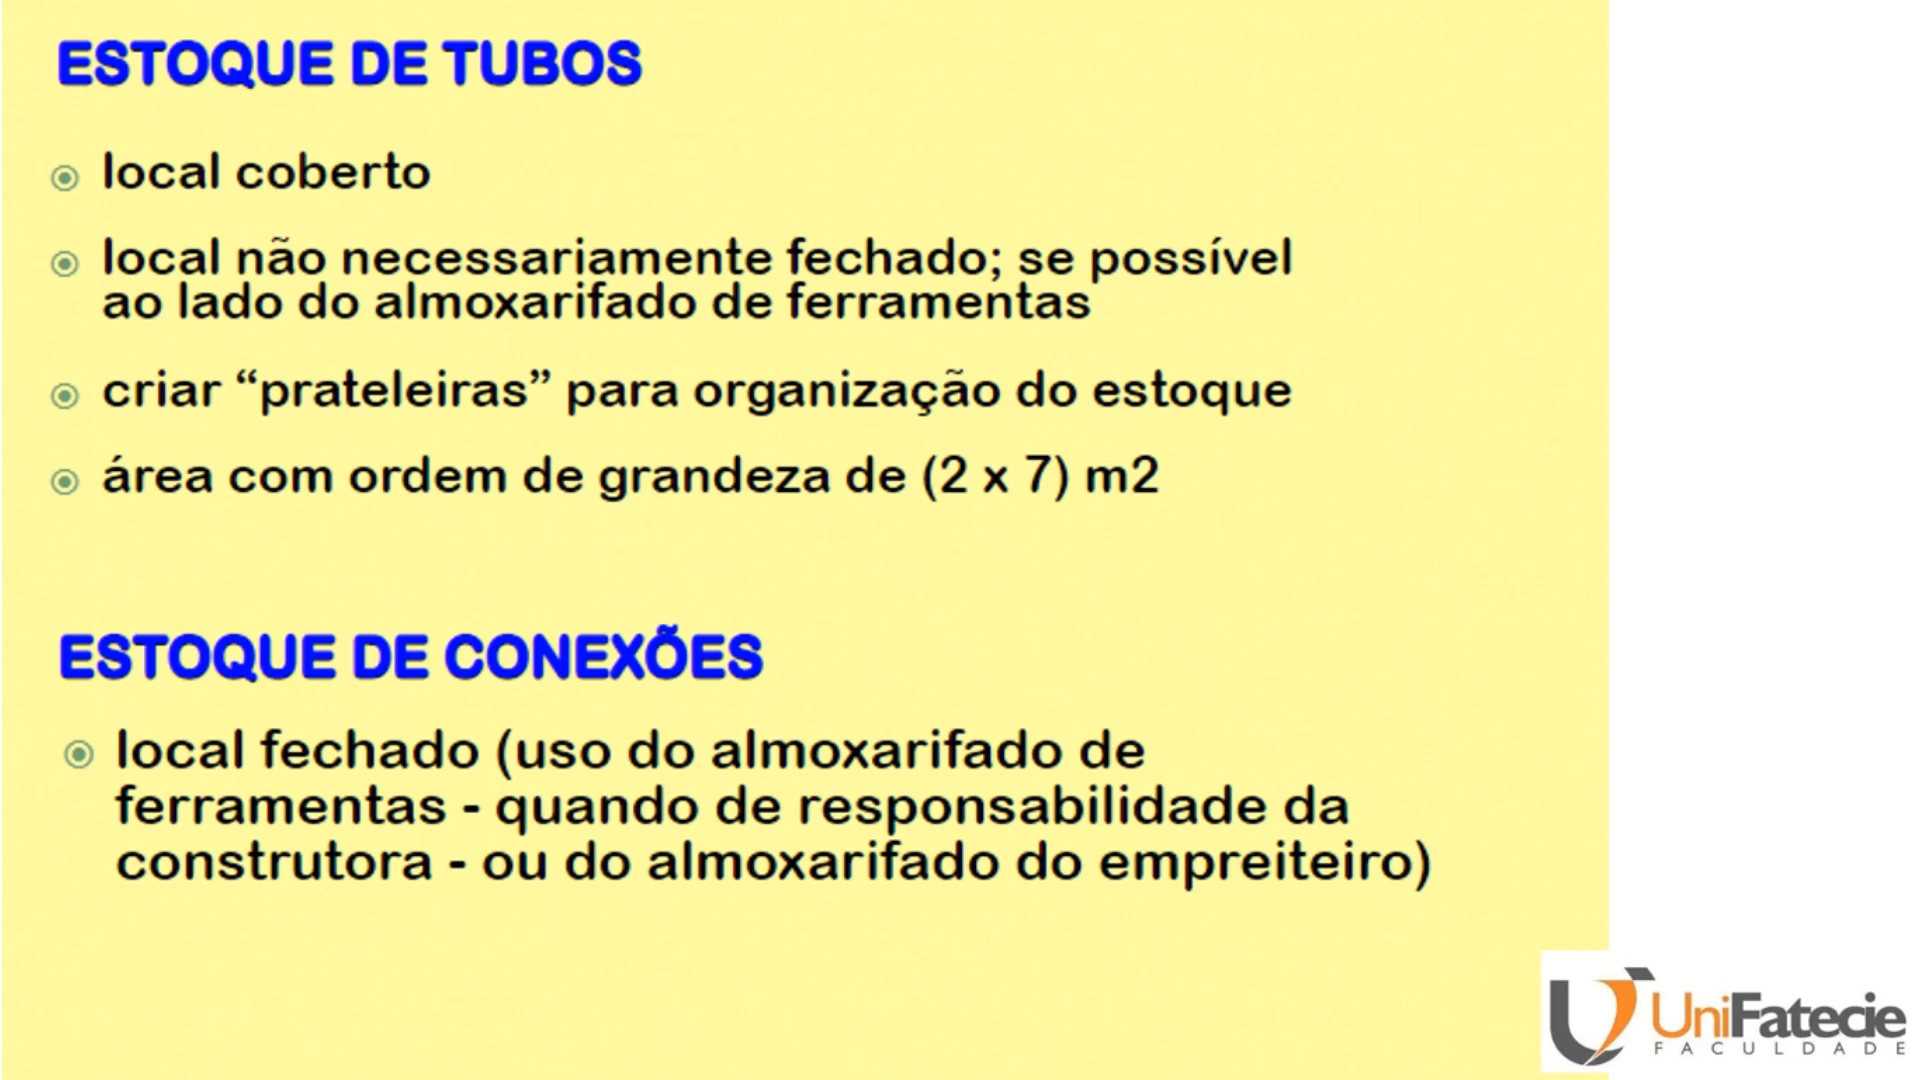 ESTOQUE DE TUBOS
local coberto
local não necessariamente fechado; se possível
ao lado do almoxarifado de ferramentas
criar “prateleiras” para organização do estoque
área com ordem de grandeza de (2 x 7) m2
ESTOQUE DE CONEXÕES
local fechado (uso do almoxarifado de
ferramentas - quando de responsabilidade da
construtora - ou do almoxarifado do empreiteiro)
UniFatecie
FACULDADE